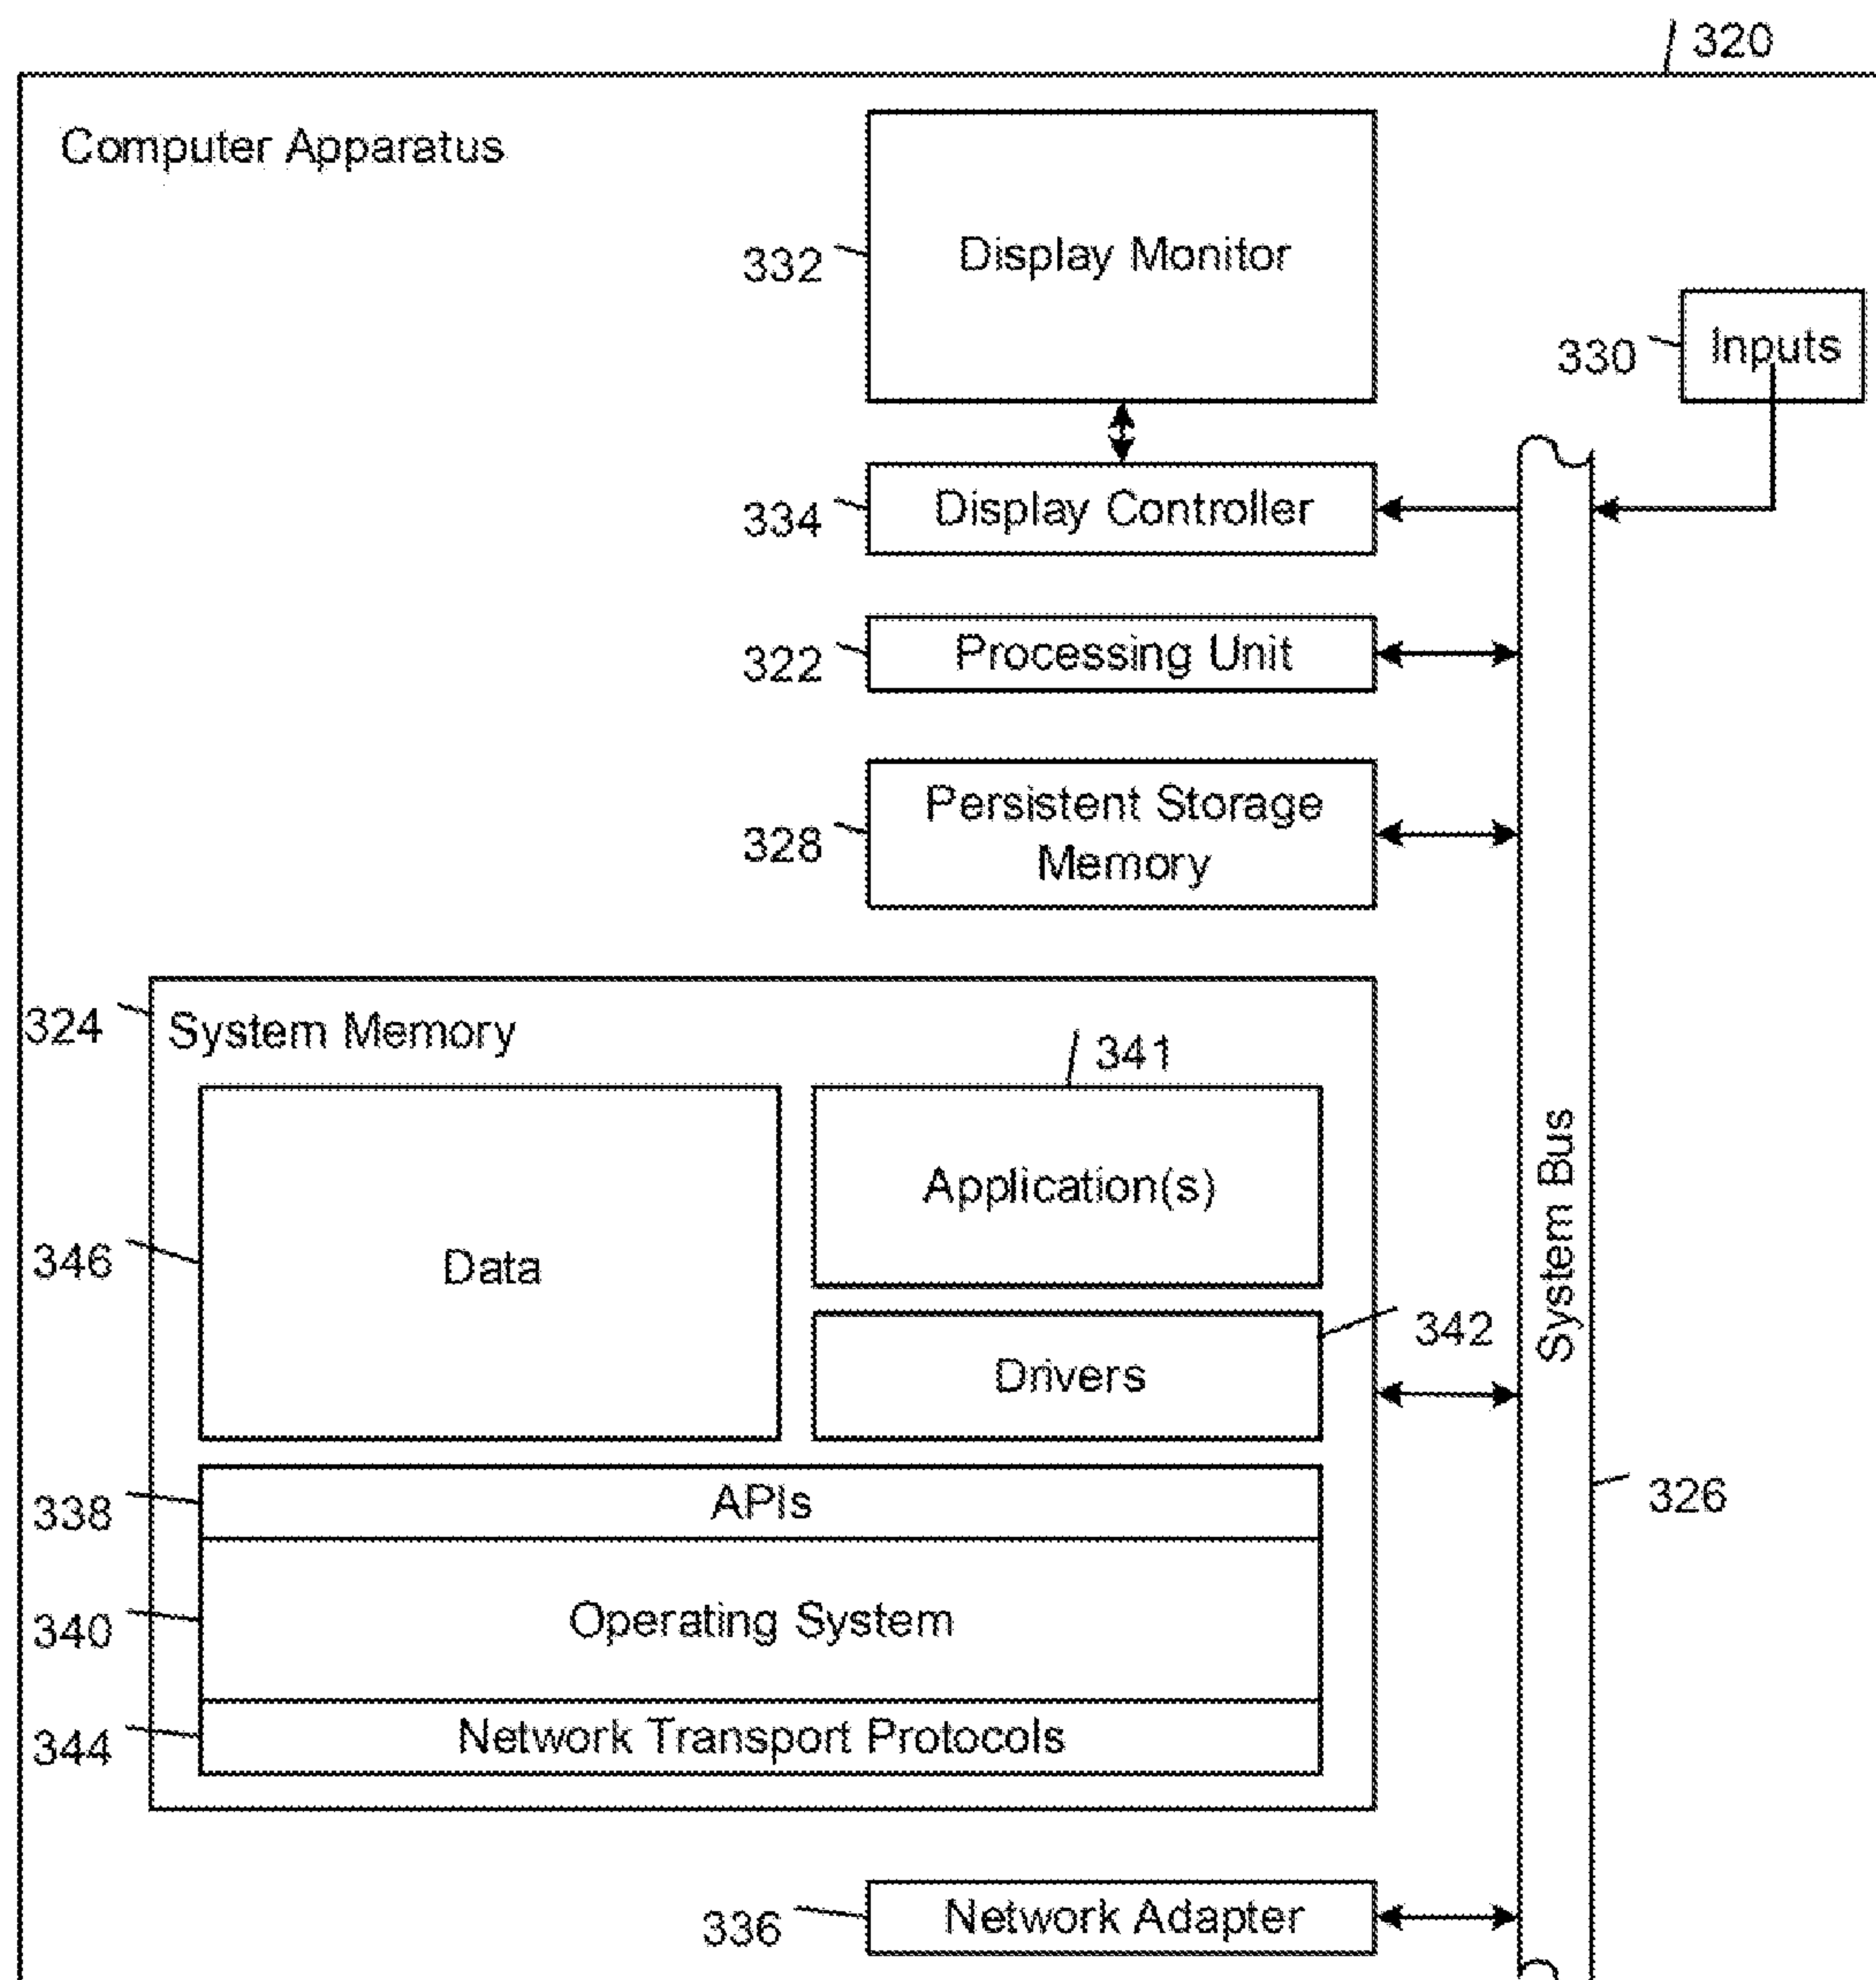 320
Computer Apparatus
332
Display Monitor
330
Inputs
334
Display Controller
322
Processing Unit
328
Persistent Storage
Memory
324
System Memory
341
Application(s)
346
Data
342
Drivers
System Bus
338
APIs
326
340
Operating System
344
Network Transport Protocols
336
Network Adapter